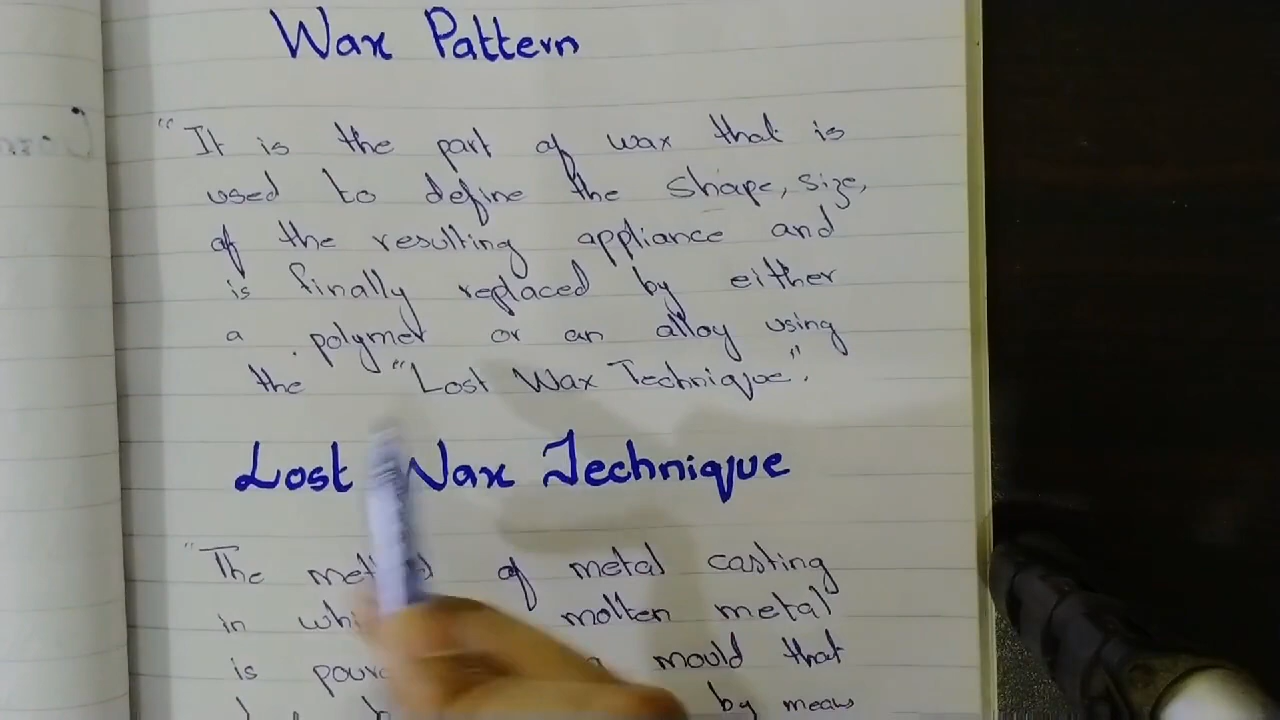 Wax Pattern
"It is the part of wax that is
used to define the shape, size,
of the resulting appliance and
is finally replaced by either
a polymer or an alloy using
the "Lost Wax Technique".
Lost Wax Technique
"The of metal casting
in molten metal
is mould that
by means